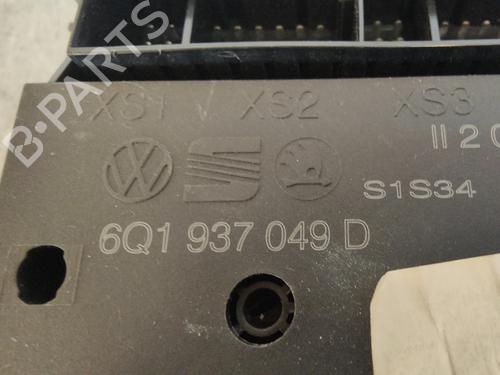 XS1 XS2 XS3
II 2 0
S1S34
6Q1 937 049 D
B-PARTS